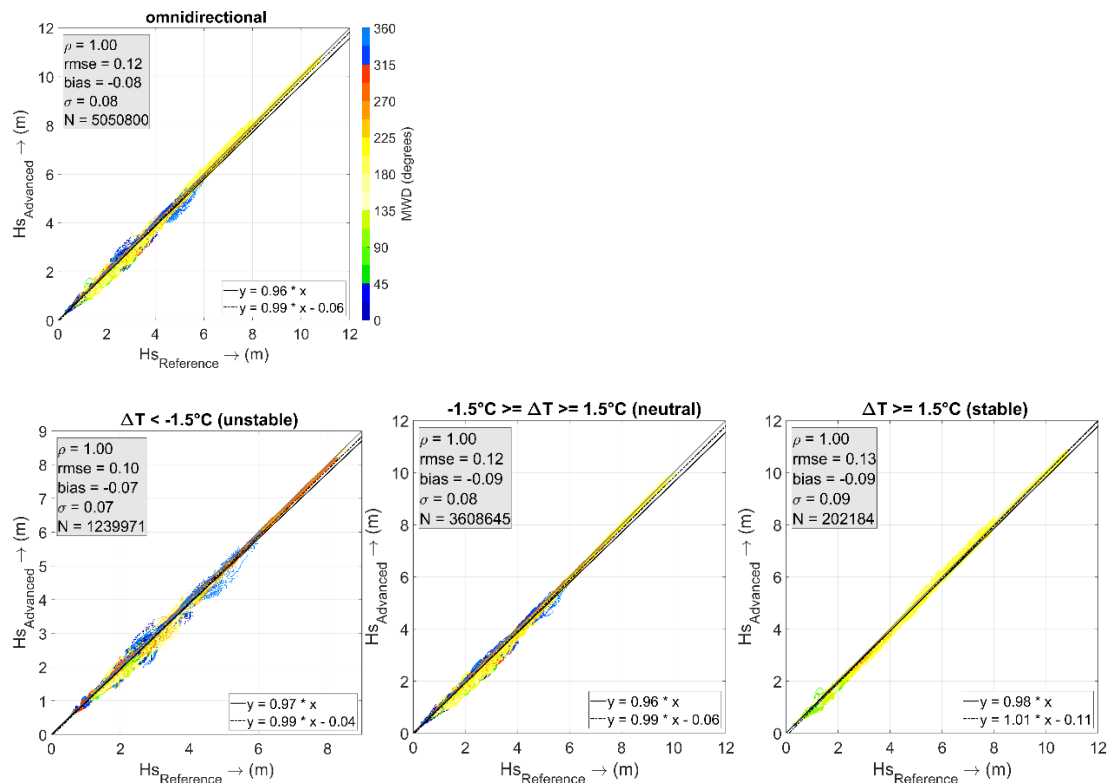 omnidirectional
ρ = 1.00
rmse = 0.12
bias = -0.08
σ = 0.08
N = 5050800
12
10
8
6
4
2
0
Hs_Advanced → (m)
0 2 4 6 8 10 12
Hs_Reference → (m)
y = 0.96 * x
y = 0.99 * x - 0.06
360
315
270
225
180
135
90
45
0
MWD (degrees)
ΔT < -1.5°C (unstable)
ρ = 1.00
rmse = 0.10
bias = -0.07
σ = 0.07
N = 1239971
9
8
7
6
5
4
3
2
1
0
Hs_Advanced → (m)
0 2 4 6 8
Hs_Reference → (m)
y = 0.97 * x
y = 0.99 * x - 0.04
-1.5°C >= ΔT >= 1.5°C (neutral)
ρ = 1.00
rmse = 0.12
bias = -0.09
σ = 0.08
N = 3608645
12
10
8
6
4
2
0
Hs_Advanced → (m)
0 2 4 6 8 10 12
Hs_Reference → (m)
y = 0.96 * x
y = 0.99 * x - 0.06
ΔT >= 1.5°C (stable)
ρ = 1.00
rmse = 0.13
bias = -0.09
σ = 0.09
N = 202184
12
10
8
6
4
2
0
Hs_Advanced → (m)
0 2 4 6 8 10 12
Hs_Reference → (m)
y = 0.98 * x
y = 1.01 * x - 0.11